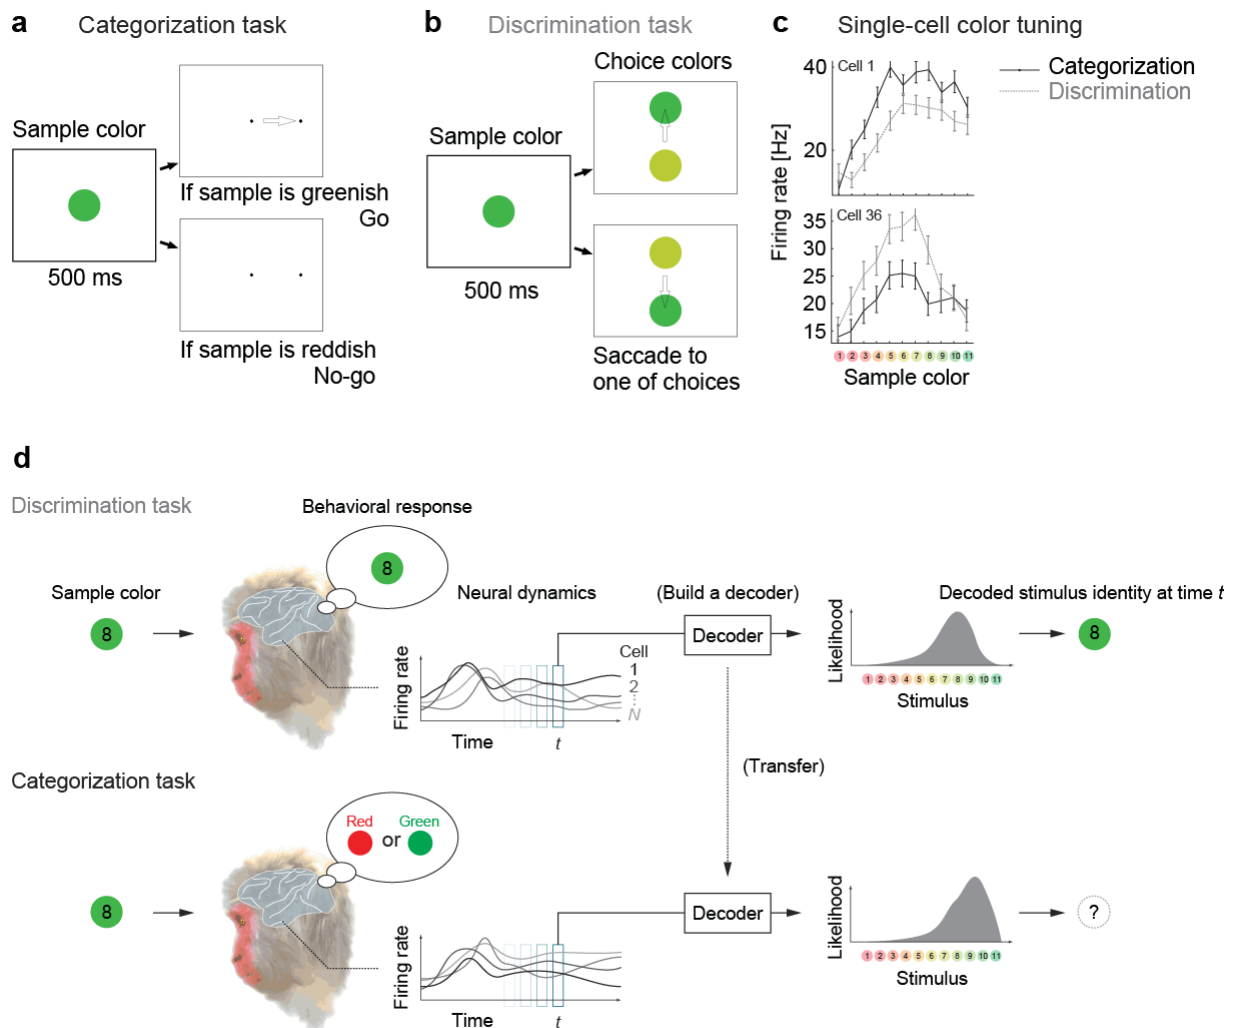 a Categorization task
Sample color
500 ms
If sample is greenish
Go
If sample is reddish
No-go
b Discrimination task
Sample color
500 ms
Choice colors
Saccade to
one of choices
c Single-cell color tuning
Categorization
Discrimination
Firing rate [Hz]
Cell 1
40
20
Cell 36
35
30
25
20
15
1 2 3 4 5 6 7 8 9 10 11
Sample color
d
Discrimination task
Behavioral response
8
Sample color
8
Neural dynamics
Firing rate
Time
t
Cell
1
2
N
(Build a decoder)
Decoder
Likelihood
1 2 3 4 5 6 7 8 9 10 11
Stimulus
Decoded stimulus identity at time t
8
(Transfer)
Categorization task
Red or Green
8
Firing rate
Time
t
Decoder
Likelihood
1 2 3 4 5 6 7 8 9 10 11
Stimulus
?